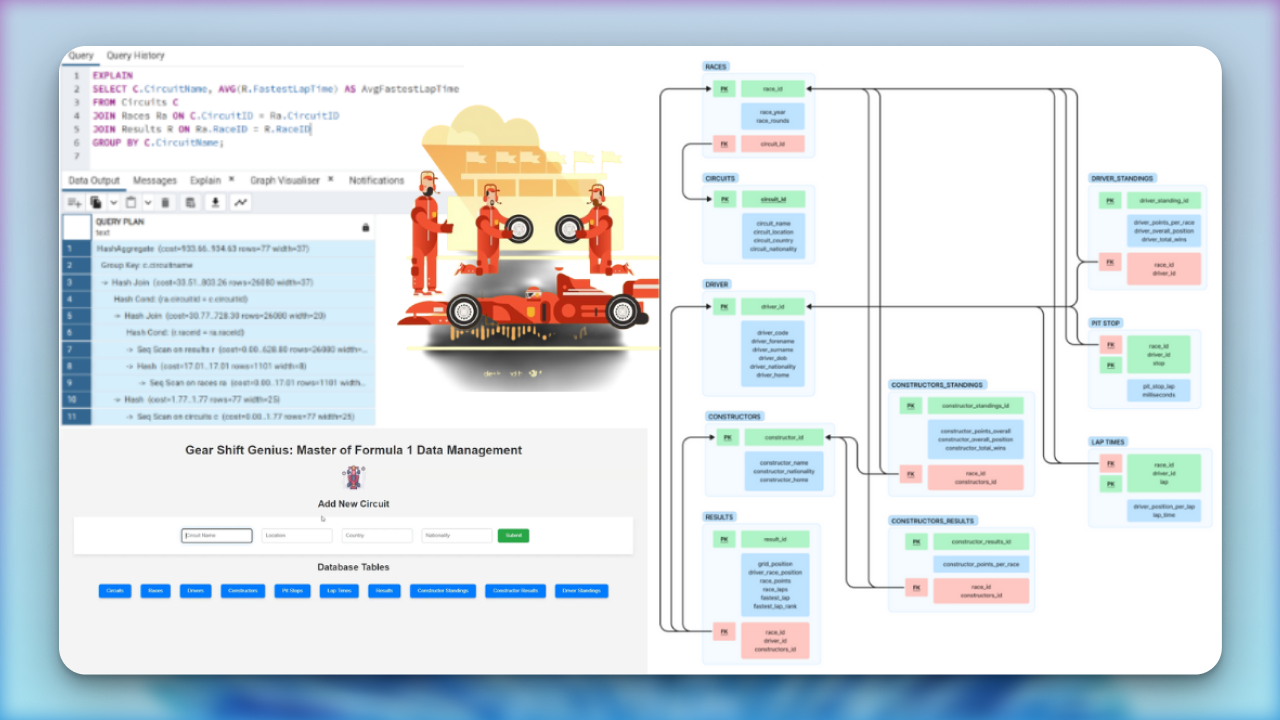 Query Query History
1 EXPLAIN
2 SELECT C.CircuitName, AVG(R.FastestLapTime) AS AvgFastestLapTime
3 FROM Circuits C
4 JOIN Races Ra ON C.CircuitID = Ra.CircuitID
5 JOIN Results R ON Ra.RaceID = R.RaceID
6 GROUP BY C.CircuitName;
7
Data Output Messages Explain × Graph Visualiser × Notifications
QUERY PLAN
text
1 HashAggregate (cost=933.66..934.63 rows=77 width=37)
2 Group Key: c.circuitname
3 -> Hash Join (cost=33.51..803.26 rows=26080 width=37)
4 Hash Cond: (ra.circuitid = c.circuitid)
5 -> Hash Join (cost=30.77..728.30 rows=26080 width=20)
6 Hash Cond: (r.raceid = ra.raceid)
7 -> Seq Scan on results r (cost=0.00..628.80 rows=26080 width=...
8 -> Hash (cost=17.01..17.01 rows=1101 width=8)
9 -> Seq Scan on races ra (cost=0.00..17.01 rows=1101 width...
10 -> Hash (cost=1.77..1.77 rows=77 width=25)
11 -> Seq Scan on circuits c (cost=0.00..1.77 rows=77 width=25)
Gear Shift Genius: Master of Formula 1 Data Management
Add New Circuit
Circuit Name Location Country Nationality Submit
Database Tables
Circuits Races Drivers Constructors Pit Stops Lap Times Results Constructor Standings Constructor Results Driver Standings
RACES
PK race_id
race_year
race_rounds
FK circuit_id
CIRCUITS
PK circuit_id
circuit_name
circuit_location
circuit_country
circuit_nationality
DRIVER
PK driver_id
driver_code
driver_forename
driver_surname
driver_dob
driver_nationality
driver_home
CONSTRUCTORS
PK constructor_id
constructor_name
constructor_nationality
constructor_home
RESULTS
PK result_id
grid_position
driver_race_position
race_points
race_laps
fastest_lap
fastest_lap_rank
FK race_id
driver_id
constructors_id
CONSTRUCTORS_STANDINGS
PK constructor_standings_id
constructor_points_overall
constructor_overall_position
constructor_total_wins
FK race_id
constructors_id
CONSTRUCTORS_RESULTS
PK constructor_results_id
constructor_points_per_race
FK race_id
constructors_id
DRIVER_STANDINGS
PK driver_standing_id
driver_points_per_race
driver_overall_position
driver_total_wins
FK race_id
driver_id
PIT STOP
FK race_id
driver_id
PK stop
pit_stop_lap
milliseconds
LAP TIMES
FK race_id
driver_id
PK lap
driver_position_per_lap
lap_time